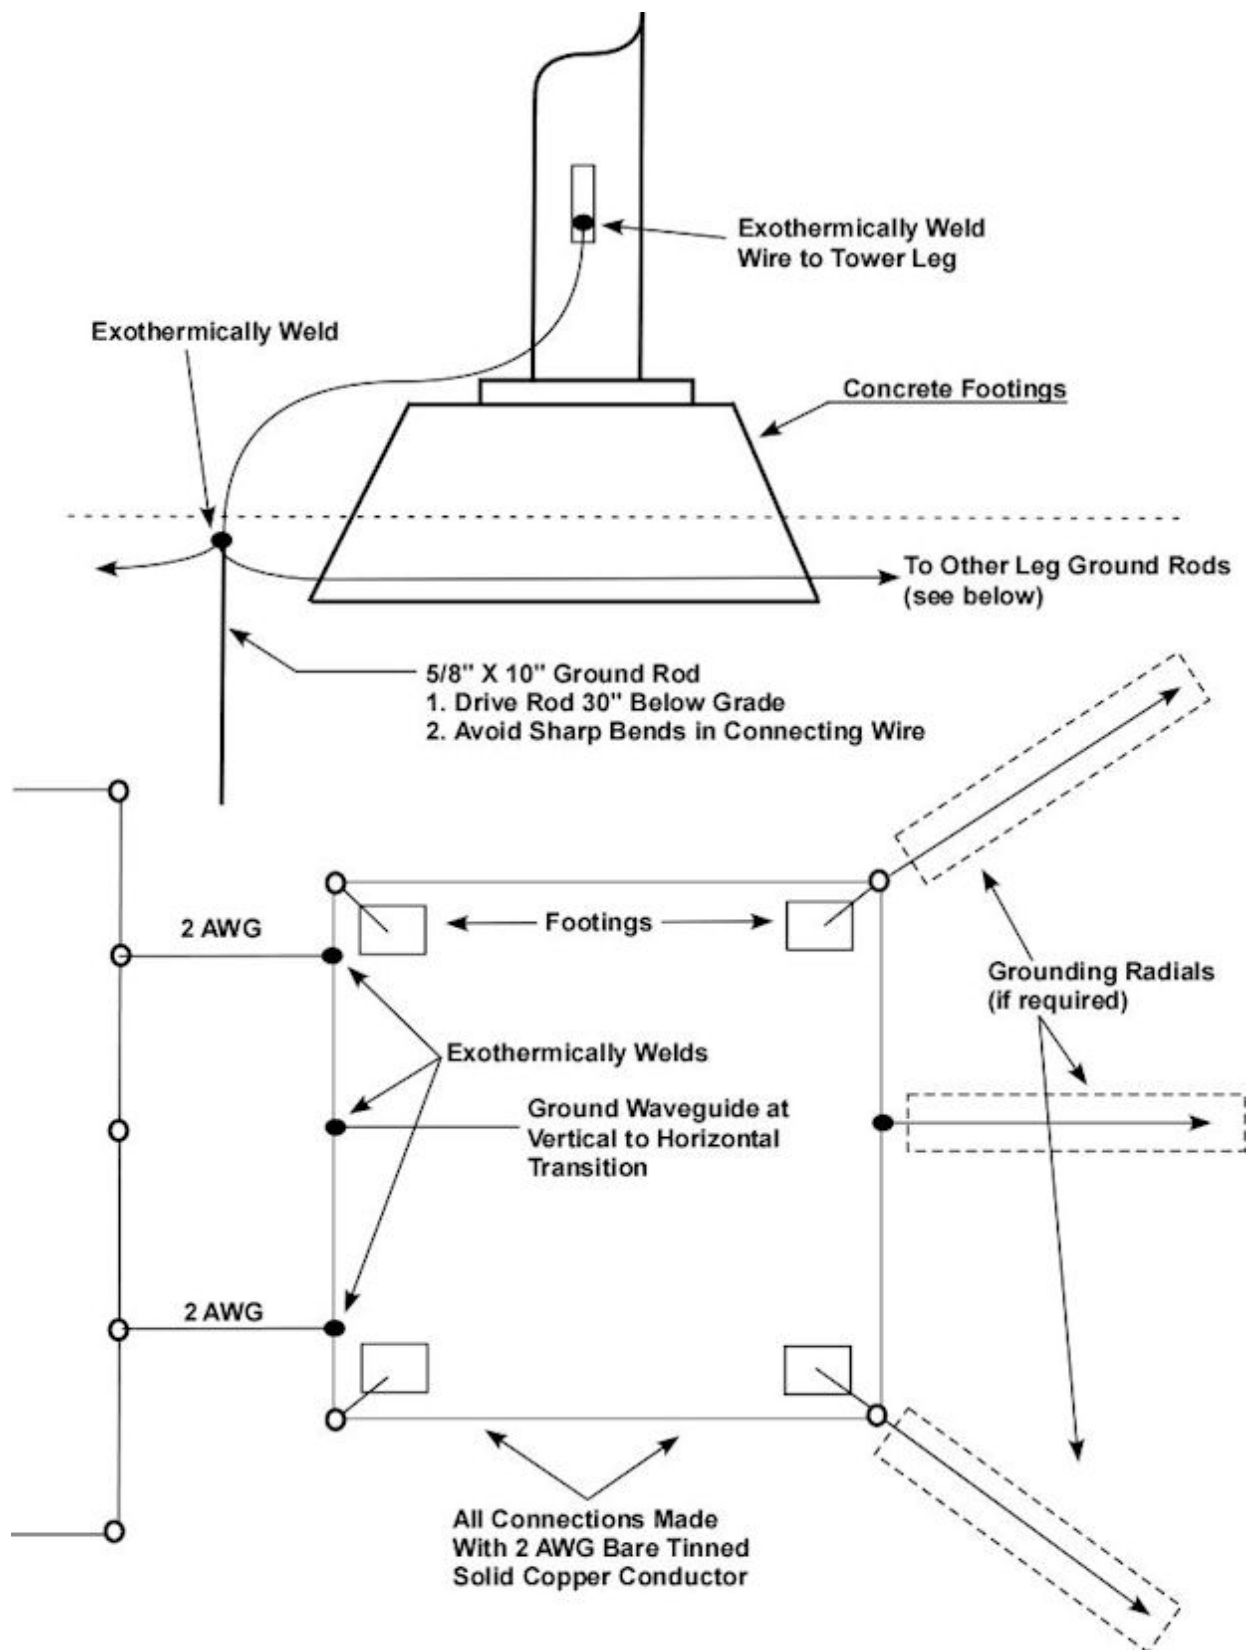 Exothermically Weld
Wire to Tower Leg
Exothermically Weld
Concrete Footings
To Other Leg Ground Rods
(see below)
5/8" X 10" Ground Rod
1. Drive Rod 30" Below Grade
2. Avoid Sharp Bends in Connecting Wire
2 AWG
Footings
Grounding Radials
(if required)
Exothermically Welds
Ground Waveguide at
Vertical to Horizontal
Transition
2 AWG
All Connections Made
With 2 AWG Bare Tinned
Solid Copper Conductor